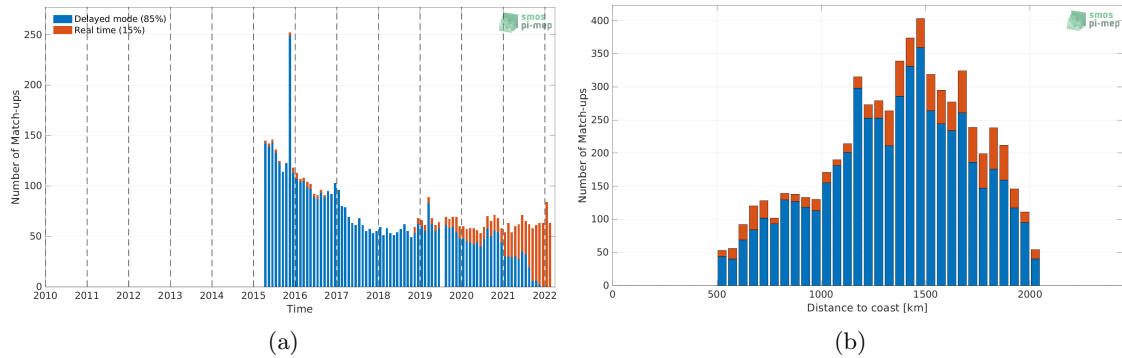 Delayed mode (85%)
Real time (15%)
smos
pi-mep
Number of Match-ups
250
200
150
100
50
0
2010 2011 2012 2013 2014 2015 2016 2017 2018 2019 2020 2021 2022
Time
(a)
smos
pi-mep
Number of Match-ups
400
350
300
250
200
150
100
50
0
0 500 1000 1500 2000
Distance to coast [km]
(b)